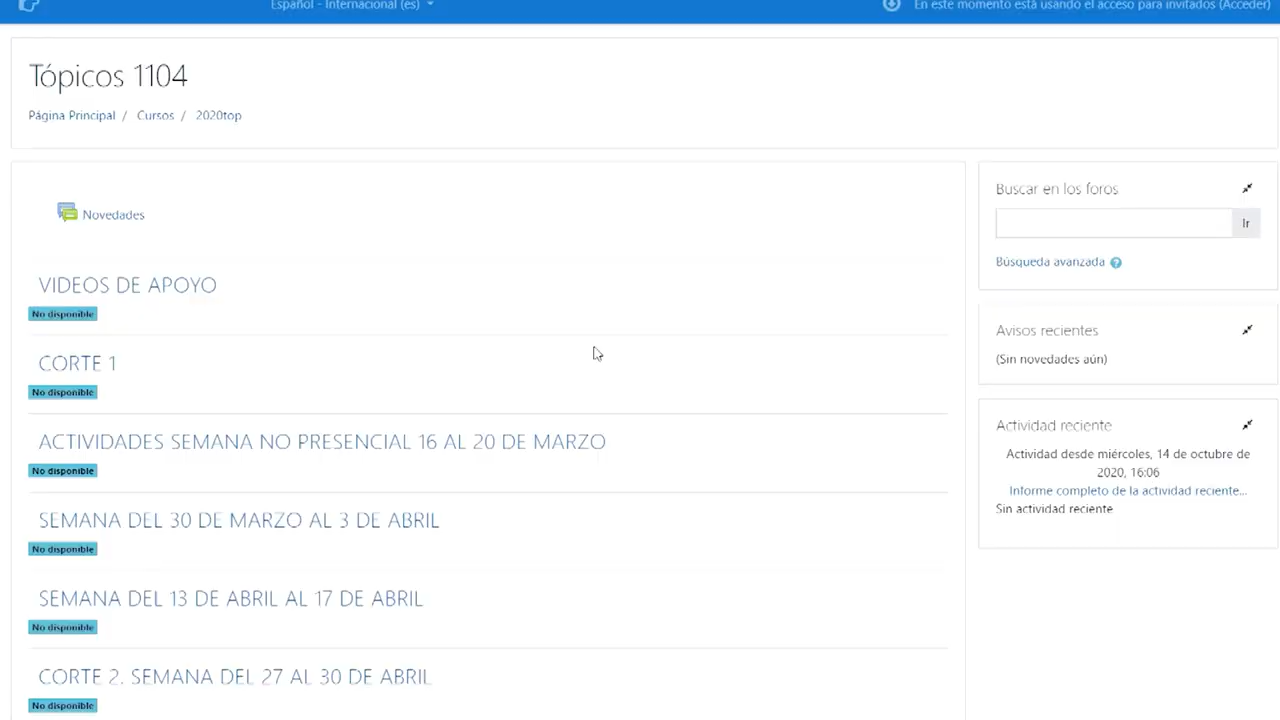 Español - Internacional (es)
En este momento está usando el acceso para invitados (Acceder)
Tópicos 1104
Página Principal / Cursos / 2020top
Novedades
VIDEOS DE APOYO
No disponible
CORTE 1
No disponible
ACTIVIDADES SEMANA NO PRESENCIAL 16 AL 20 DE MARZO
No disponible
SEMANA DEL 30 DE MARZO AL 3 DE ABRIL
No disponible
SEMANA DEL 13 DE ABRIL AL 17 DE ABRIL
No disponible
CORTE 2. SEMANA DEL 27 AL 30 DE ABRIL
No disponible
Buscar en los foros
Ir
Búsqueda avanzada
Avisos recientes
(Sin novedades aún)
Actividad reciente
Actividad desde miércoles, 14 de octubre de
2020, 16:06
Informe completo de la actividad reciente...
Sin actividad reciente